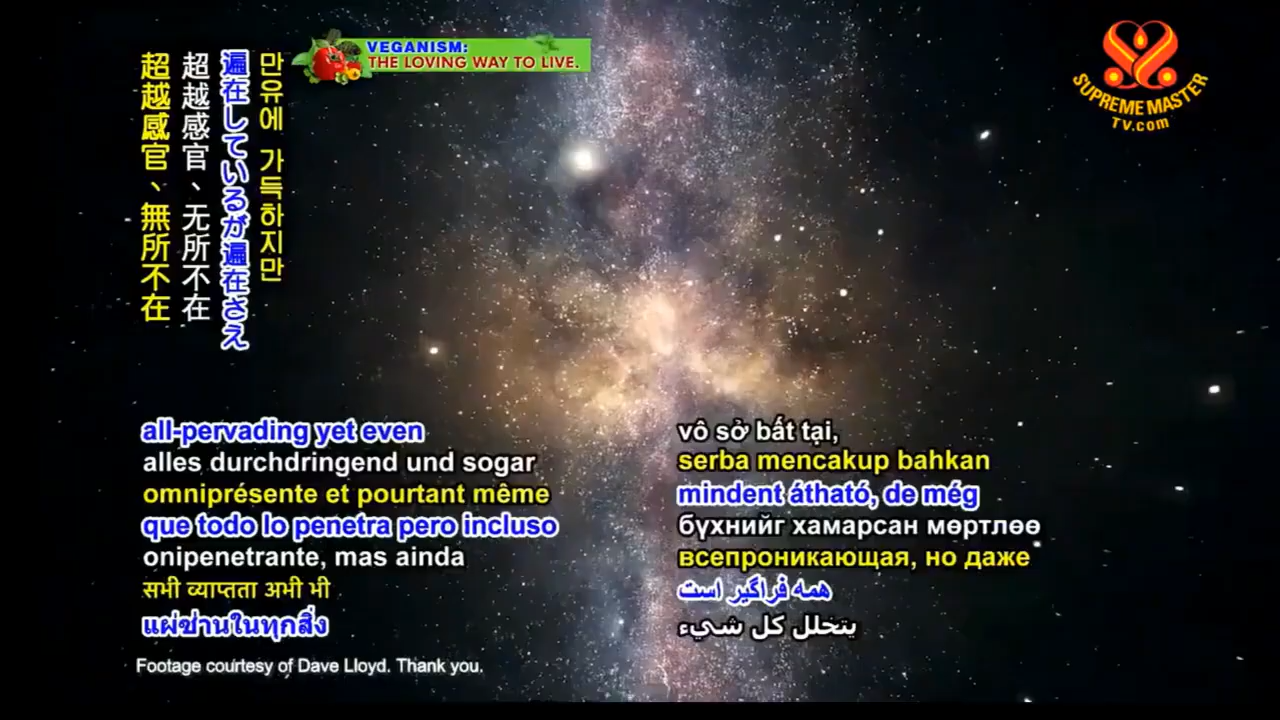 VEGANISM:
THE LOVING WAY TO LIVE.
SUPREME MASTER
TV.com
만유에 가득하지만
遍在しているが遍在さえ
超越感官、无所不在
超越感官、無所不在
all-pervading yet even
alles durchdringend und sogar
omniprésente et pourtant même
que todo lo penetra pero incluso
onipenetrante, mas ainda
सभी व्याप्तता अभी भी
แผ่ซ่านในทุกสิ่ง
vô sở bất tại,
serba mencakup bahkan
mindent átható, de még
бүхнийг хамарсан мөртлөө
всепроникающая, но даже
همه فراگیر است
يتخلل كل شيء
Footage courtesy of Dave Lloyd. Thank you.